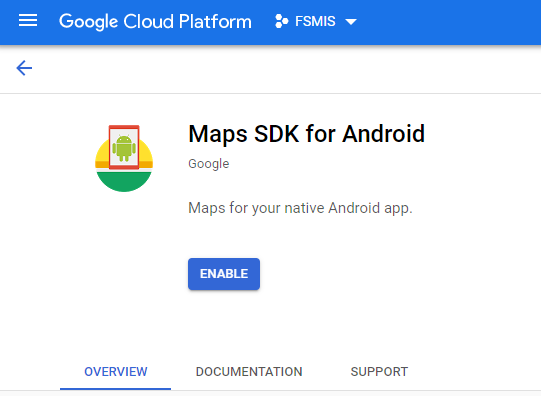 Google Cloud Platform FSMIS
Maps SDK for Android
Google
Maps for your native Android app.
ENABLE
OVERVIEW DOCUMENTATION SUPPORT